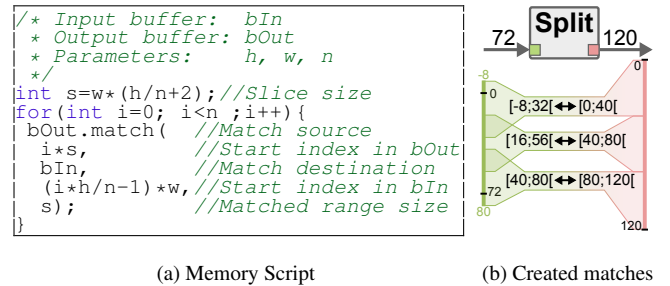 /* Input buffer:  bIn
 * Output buffer: bOut
 * Parameters:    h, w, n
 */
int s=w*(h/n+2);//Slice size
for(int i=0; i<n ;i++){
 bOut.match(  //Match source
  i*s,        //Start index in bOut
  bIn,        //Match destination
  (i*h/n-1)*w,//Start index in bIn
  s);         //Matched range size
}
(a) Memory Script
Split
72
120
-8
0
0
[-8;32[↔[0;40[
[16;56[↔[40;80[
[40;80[↔[80;120[
72
80
120
(b) Created matches